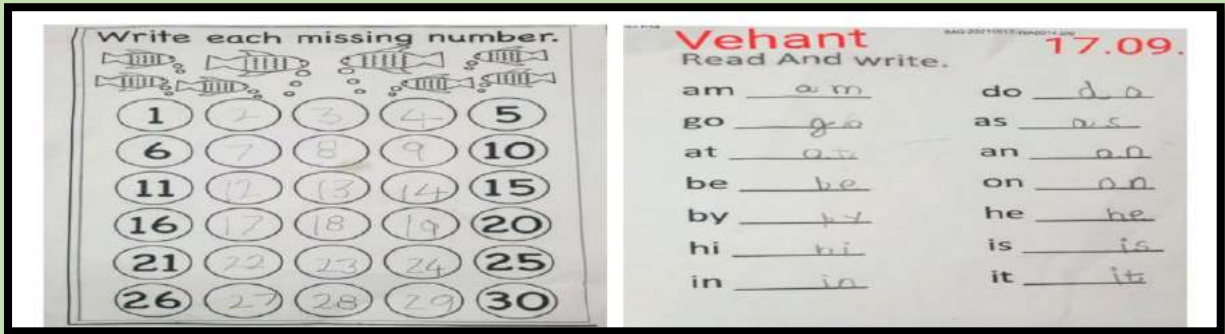 Write each missing number.
1 2 3 4 5
6 7 8 9 10
11 12 13 14 15
16 17 18 19 20
21 22 23 24 25
26 27 28 29 30
Vehant 17.09.
Read And write.
am am do do
go go as as
at at an an
be be on on
by by he he
hi hi is is
in in it it